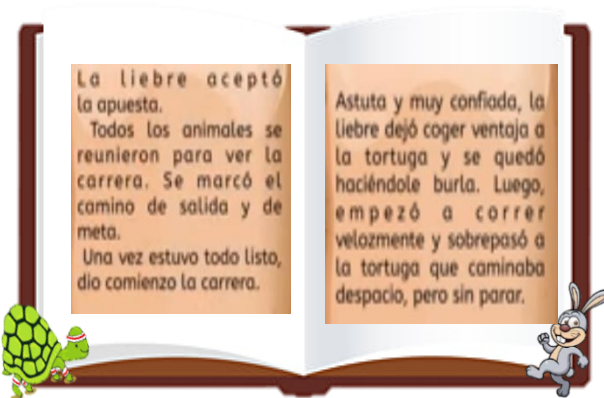 La liebre aceptó
la apuesta.
Todos los animales se
reunieron para ver la
carrera. Se marcó el
camino de salida y de
meta.
Una vez estuvo todo listo,
dio comienzo la carrera.
Astuta y muy confiada, la
liebre dejó coger ventaja a
la tortuga y se quedó
haciéndole burla. Luego,
empezó a correr
velozmente y sobrepasó a
la tortuga que caminaba
despacio, pero sin parar.